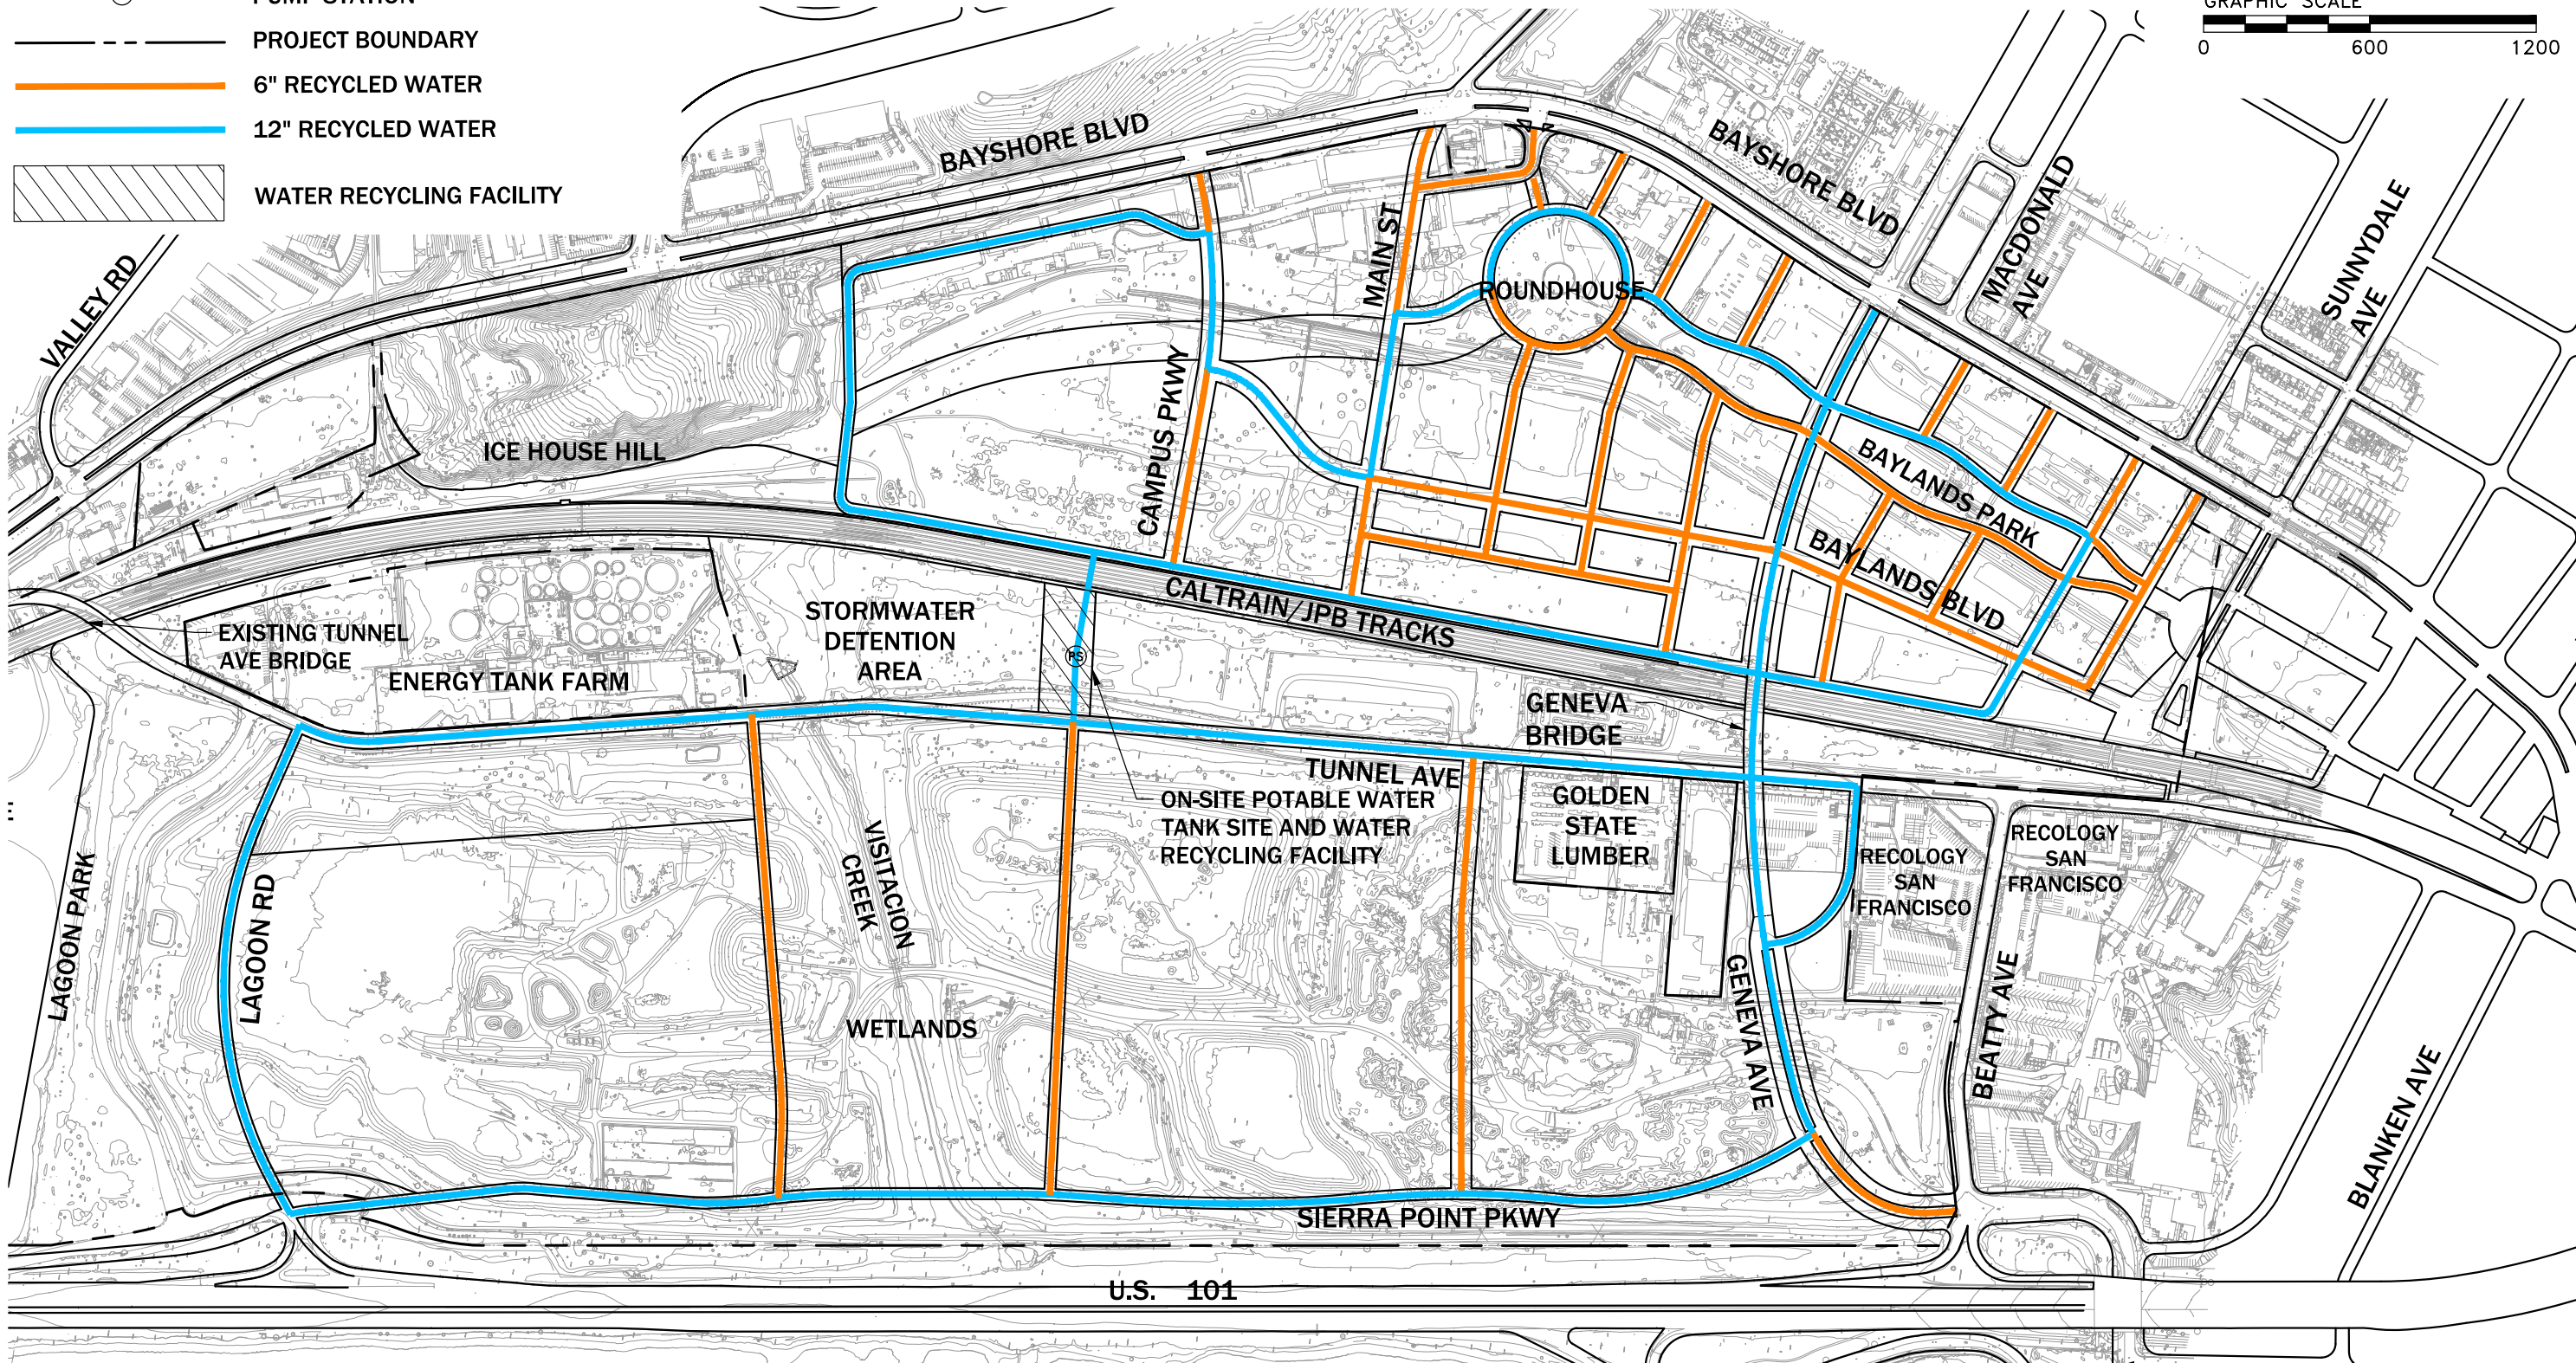 PUMP STATION
PROJECT BOUNDARY
6" RECYCLED WATER
12" RECYCLED WATER
WATER RECYCLING FACILITY
GRAPHIC SCALE
0 600 1200
BAYSHORE BLVD
BAYSHORE BLVD
MACDONALD
AVE
SUNNYDALE
AVE
VALLEY RD
MAIN ST
ROUNDHOUSE
CAMPUS PKWY
ICE HOUSE HILL
BAYLANDS PARK
BAYLANDS BLVD
CALTRAIN/JPB TRACKS
EXISTING TUNNEL
AVE BRIDGE
ENERGY TANK FARM
STORMWATER
DETENTION
AREA
PS
GENEVA
BRIDGE
TUNNEL AVE
ON-SITE POTABLE WATER
TANK SITE AND WATER
RECYCLING FACILITY
GOLDEN
STATE
LUMBER
RECOLOGY
SAN
FRANCISCO
RECOLOGY
SAN
FRANCISCO
E
LAGOON PARK
LAGOON RD
VISITACION
CREEK
WETLANDS
GENEVA AVE
BEATTY AVE
BLANKEN AVE
SIERRA POINT PKWY
U.S. 101